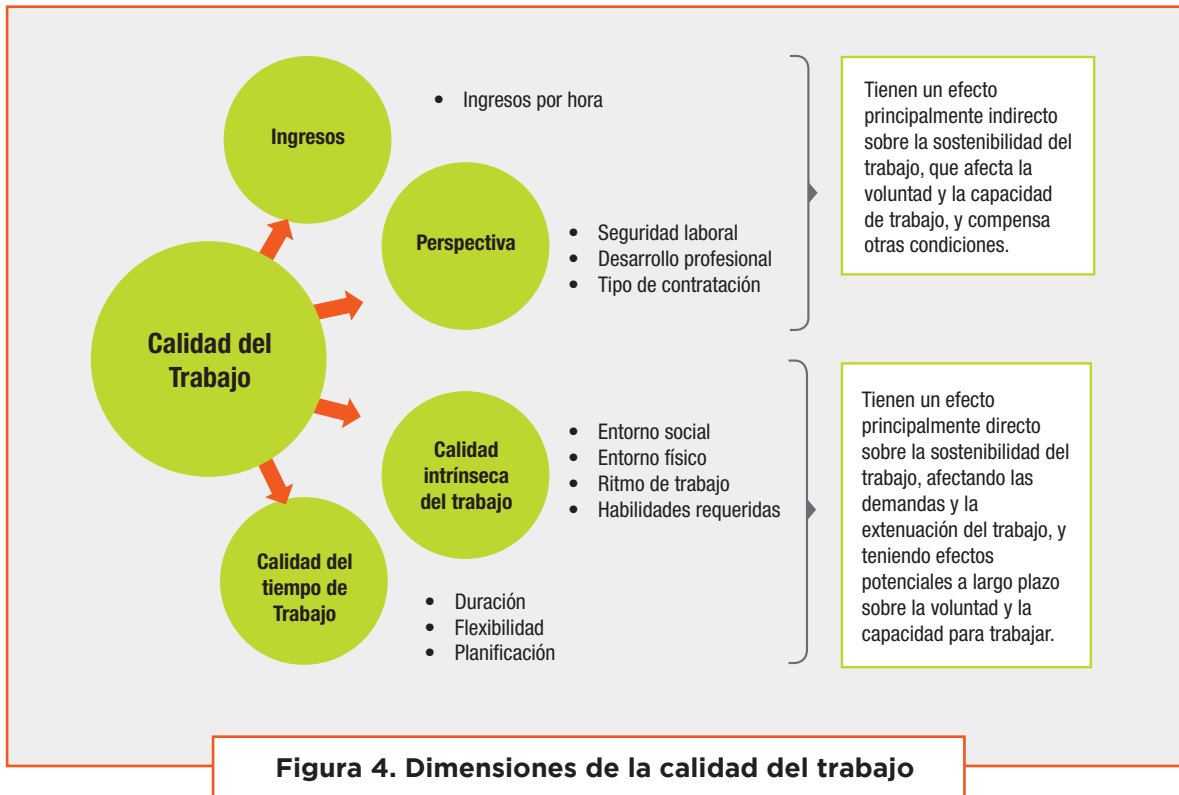 Ingresos
• Ingresos por hora
Perspectiva
• Seguridad laboral
• Desarrollo profesional
• Tipo de contratación
Tienen un efecto
principalmente indirecto
sobre la sostenibilidad del
trabajo, que afecta la
voluntad y la capacidad
de trabajo, y compensa
otras condiciones.
Calidad del
Trabajo
Calidad
intrínseca
del trabajo
• Entorno social
• Entorno físico
• Ritmo de trabajo
• Habilidades requeridas
Calidad del
tiempo de
Trabajo
• Duración
• Flexibilidad
• Planificación
Tienen un efecto
principalmente directo
sobre la sostenibilidad del
trabajo, afectando las
demandas y la
extenuación del trabajo, y
teniendo efectos
potenciales a largo plazo
sobre la voluntad y la
capacidad para trabajar.
Figura 4. Dimensiones de la calidad del trabajo